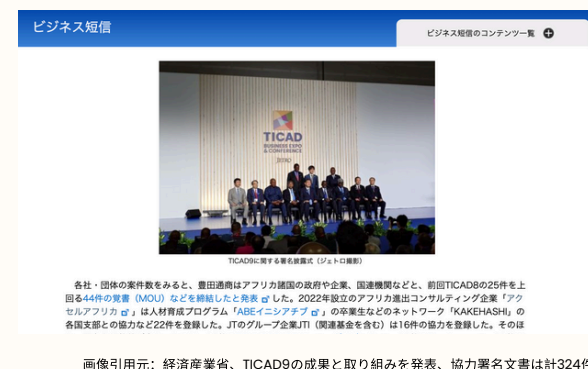 ビジネス短信
ビジネス短信のコンテンツ一覧
TICAD
BUSINESS EXPO
& CONFERENCE
TICAD9に関する署名披露式（ジェトロ撮影）
各社・団体の案件数をみると、豊田通商はアフリカ諸国の政府や企業、国連機関などと、前回TICAD8の25件を上
回る44件の覚書（MOU）などを締結したと発表 した。2022年設立のアフリカ進出コンサルティング企業「アク
セルアフリカ 」は人材育成プログラム「ABEイニシアチブ 」の卒業生などのネットワーク「KAKEHASHI」の
各国支部との協力など22件を登録した。JTのグループ企業JTI（関連基金を含む）は16件の協力を登録した。そのほ
画像引用元：経済産業省、TICAD9の成果と取り組みを発表、協力署名文書は計324件